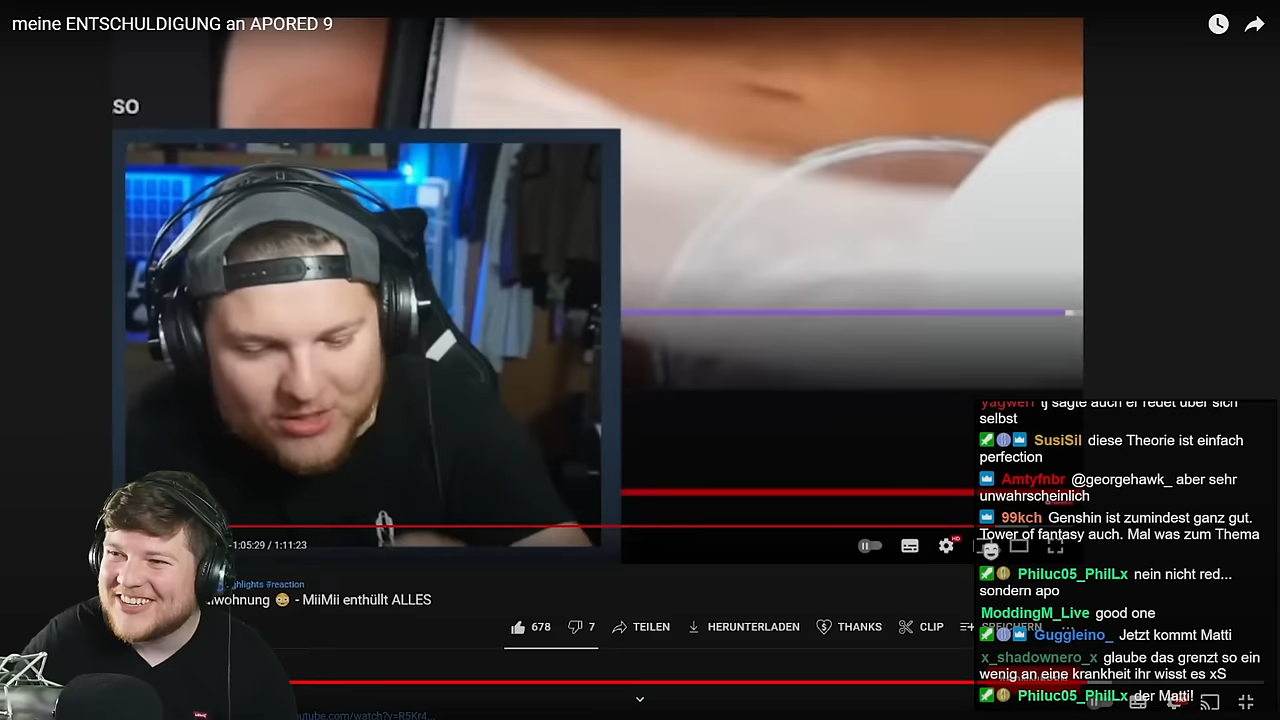 meine ENTSCHULDIGUNG an APORED 9
so
tj sagte auch er redet über sich
selbst
SusiSil diese Theorie ist einfach
perfection
Amtyfnbr @georgehawk_ aber sehr
unwahrscheinlich
99kch Genshin ist zumindest ganz gut.
Tower of fantasy auch. Mal was zum Thema
-1:05:29 / 1:11:23
HD
Philuc05_PhilLx nein nicht red...
sondern apo
#reaction
wohnung 😳 - MiiMii enthüllt ALLES
ModdingM_Live good one
678
7
TEILEN
HERUNTERLADEN
THANKS
CLIP
SPEICHERN
Guggleino_ Jetzt kommt Matti
x_shadownero_x glaube das grenzt so ein
wenig an eine krankheit ihr wisst es xS
Philuc05_PhilLx der Matti!